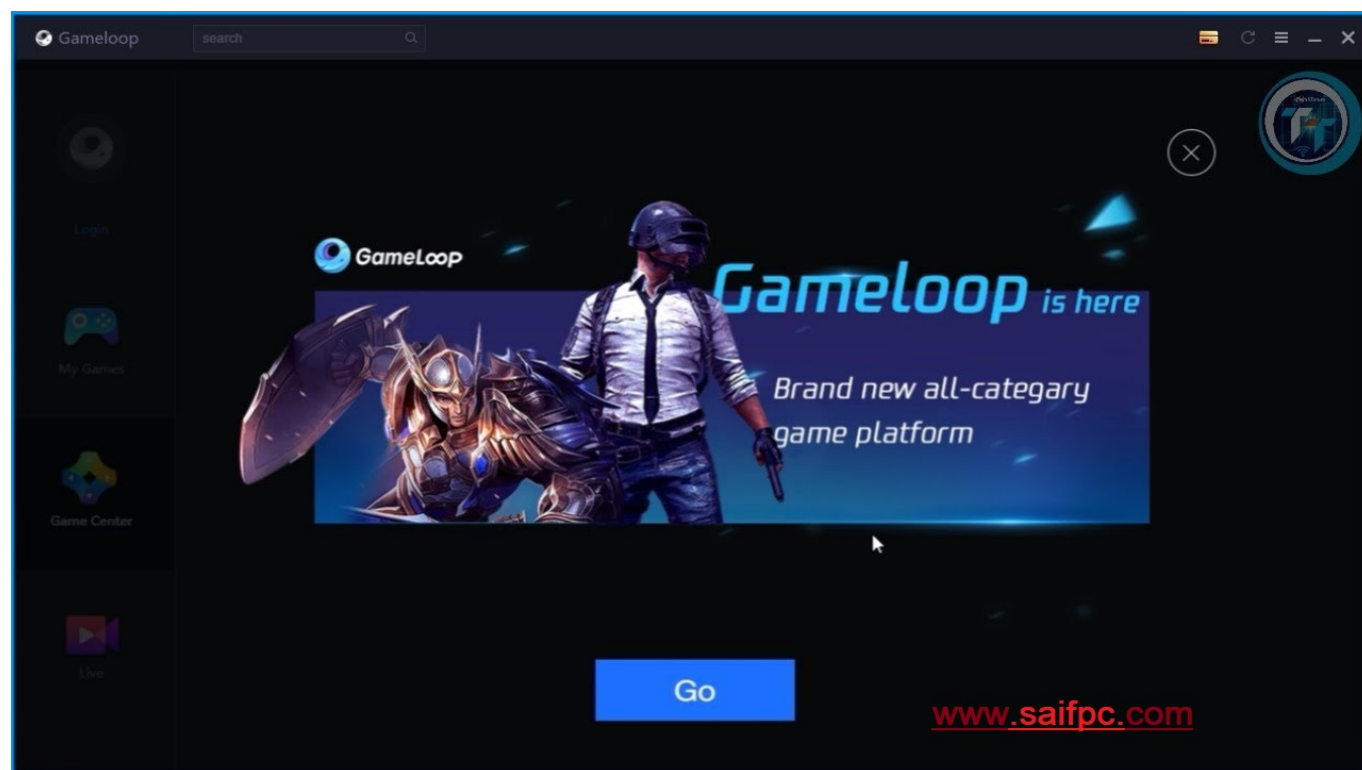 Gameloop
search
Login
GameLoop
Gameloop is here
My Games
Brand new all-categary
game platform
Game Center
Live
Go
www.saifpc.com